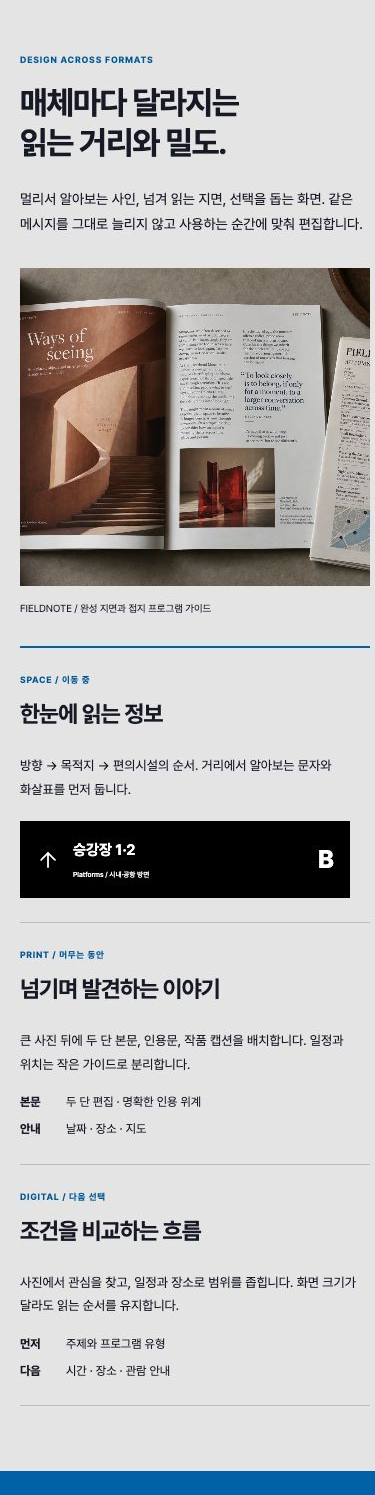 DESIGN ACROSS FORMATS
매체마다 달라지는
읽는 거리와 밀도.
멀리서 알아보는 사인, 넘겨 읽는 지면, 선택을 돕는 화면. 같은
메시지를 그대로 늘리지 않고 사용하는 순간에 맞춰 편집합니다.
Ways of
seeing
“To look closely
is to belong, if only
for a moment, to a
larger conversation
across time.”
FIELDNOTE / 완성 지면과 접지 프로그램 가이드
SPACE / 이동 중
한눈에 읽는 정보
방향 → 목적지 → 편의시설의 순서. 거리에서 알아보는 문자와
화살표를 먼저 둡니다.
↑ 승강장 1·2 B
Platforms / 시내·공항 방면
PRINT / 머무는 동안
넘기며 발견하는 이야기
큰 사진 뒤에 두 단 본문, 인용문, 작품 캡션을 배치합니다. 일정과
위치는 작은 가이드로 분리합니다.
본문 두 단 편집 · 명확한 인용 위계
안내 날짜 · 장소 · 지도
DIGITAL / 다음 선택
조건을 비교하는 흐름
사진에서 관심을 찾고, 일정과 장소로 범위를 좁힙니다. 화면 크기가
달라도 읽는 순서를 유지합니다.
먼저 주제와 프로그램 유형
다음 시간 · 장소 · 관람 안내